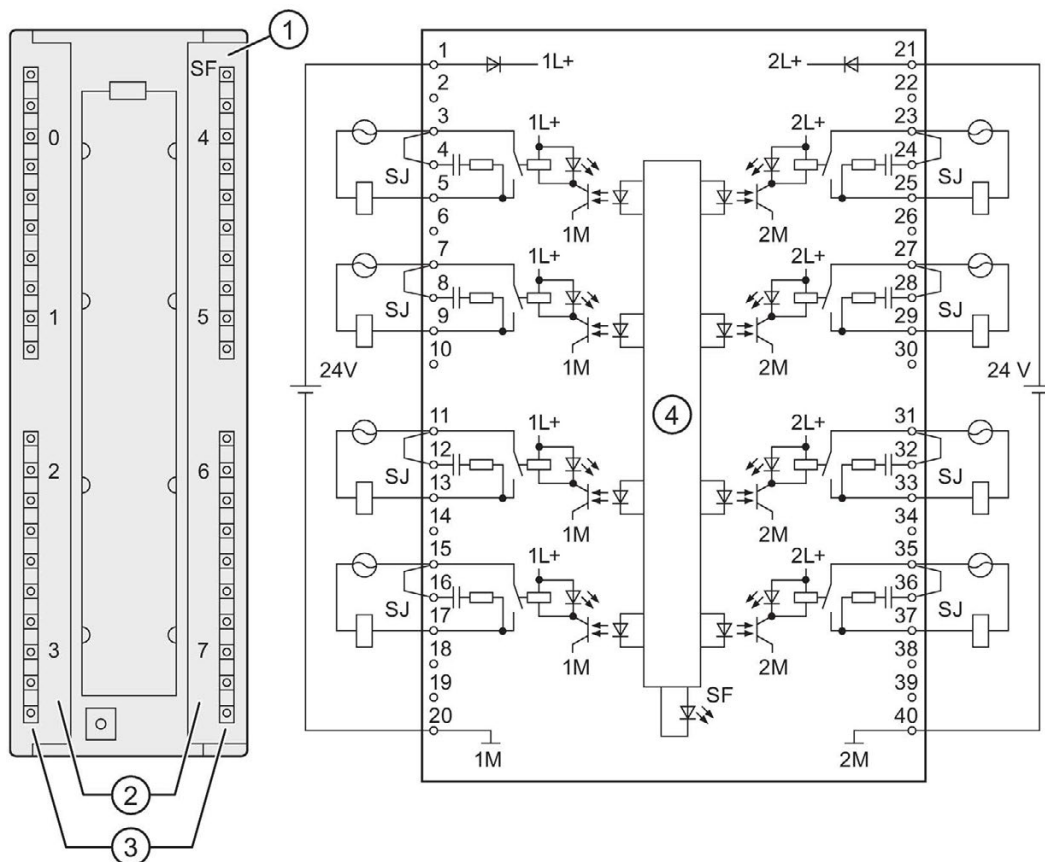 1
SF
0
4
1
5
2
6
3
7
2
3
1
1L+
2L+
21
2
22
3
1L+
2L+
23
4
24
SJ
5
25
SJ
6
1M
2M
26
7
1L+
2L+
27
8
28
SJ
9
29
SJ
10
1M
2M
30
24V
24 V
4
11
1L+
2L+
31
12
32
SJ
13
33
SJ
14
1M
2M
34
15
1L+
2L+
35
16
36
SJ
17
37
SJ
18
1M
2M
38
19
SF
39
20
1M
2M
40